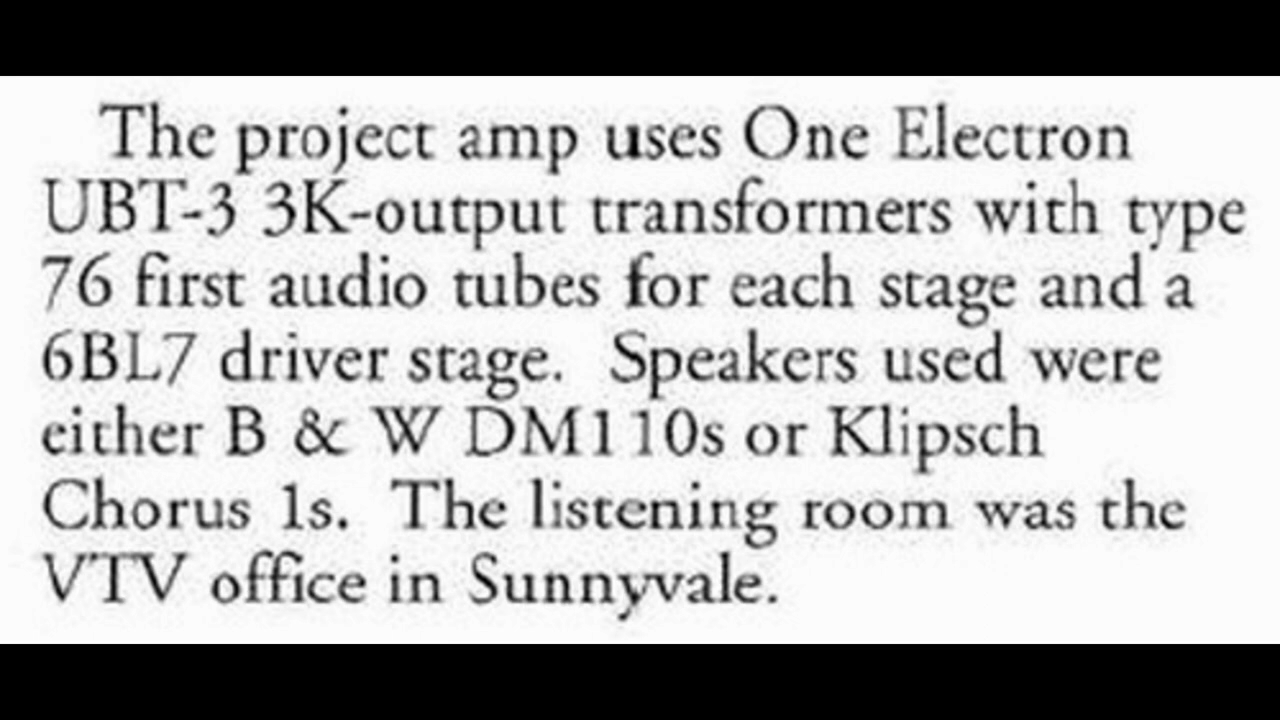 The project amp uses One Electron
UBT-3 3K-output transformers with type
76 first audio tubes for each stage and a
6BL7 driver stage. Speakers used were
either B & W DM110s or Klipsch
Chorus 1s. The listening room was the
VTV office in Sunnyvale.